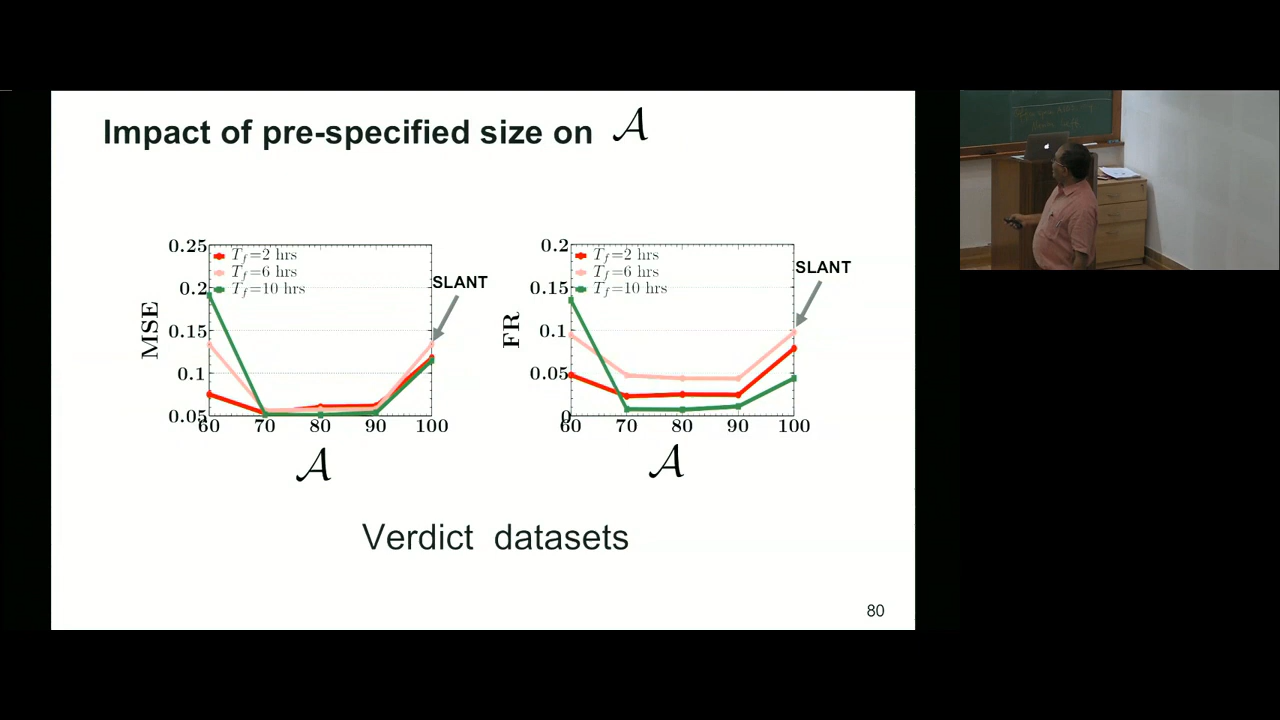 Impact of pre-specified size on 𝒜
0.25
0.2
0.15
0.1
0.05
MSE
T_f=2 hrs
T_f=6 hrs
T_f=10 hrs
SLANT
60 70 80 90 100
𝒜
0.2
0.15
0.1
0.05
0
FR
T_f=2 hrs
T_f=6 hrs
T_f=10 hrs
SLANT
60 70 80 90 100
𝒜
Verdict datasets
80